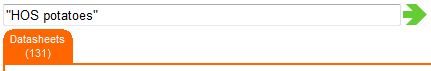 "HOS potatoes"
Datasheets
(131)